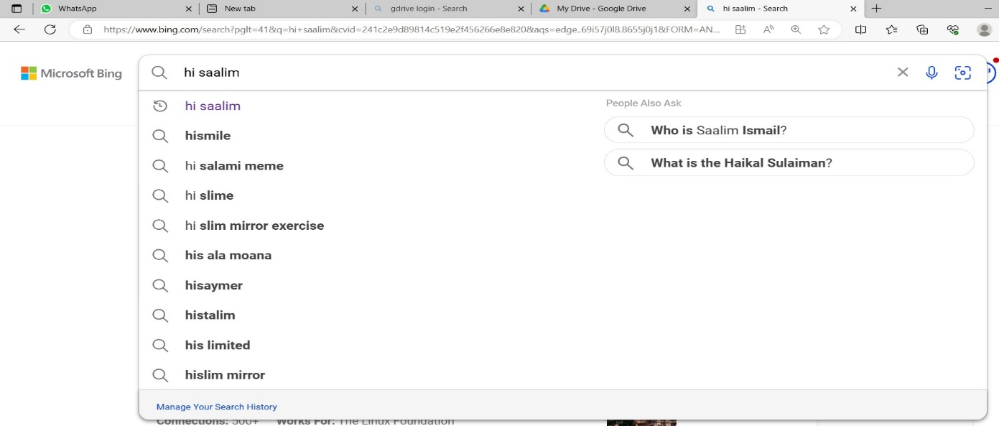 WhatsApp
New tab
gdrive login - Search
My Drive - Google Drive
hi saalim - Search
https://www.bing.com/search?pglt=41&q=hi+saalim&cvid=241c2e9d89814c519e2f456266e8e820&aqs=edge..69i57j0l8.8655j0j1&FORM=AN...
Microsoft Bing
hi saalim
hi saalim
hismile
hi salami meme
hi slime
hi slim mirror exercise
his ala moana
hisaymer
histalim
his limited
hislim mirror
People Also Ask
Who is Saalim Ismail?
What is the Haikal Sulaiman?
Manage Your Search History
Connections: 500+ Works For: The Linux Foundation